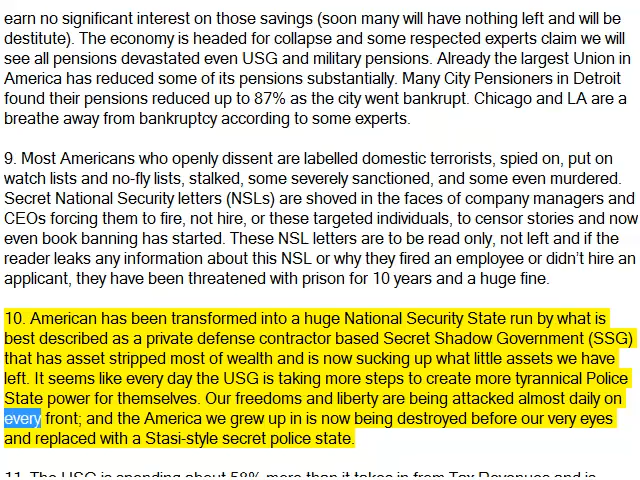 earn no significant interest on those savings (soon many will have nothing left and will be
destitute). The economy is headed for collapse and some respected experts claim we will
see all pensions devastated even USG and military pensions. Already the largest Union in
America has reduced some of its pensions substantially. Many City Pensioners in Detroit
found their pensions reduced up to 87% as the city went bankrupt. Chicago and LA are a
breathe away from bankruptcy according to some experts.
9. Most Americans who openly dissent are labelled domestic terrorists, spied on, put on
watch lists and no-fly lists, stalked, some severely sanctioned, and some even murdered.
Secret National Security letters (NSLs) are shoved in the faces of company managers and
CEOs forcing them to fire, not hire, or these targeted individuals, to censor stories and now
even book banning has started. These NSL letters are to be read only, not left and if the
reader leaks any information about this NSL or why they fired an employee or didn't hire an
applicant, they have been threatened with prison for 10 years and a huge fine.
10. American has been transformed into a huge National Security State run by what is
best described as a private defense contractor based Secret Shadow Government (SSG)
that has asset stripped most of wealth and is now sucking up what little assets we have
left. It seems like every day the USG is taking more steps to create more tyrannical Police
State power for themselves. Our freedoms and liberty are being attacked almost daily on
every front; and the America we grew up in is now being destroyed before our very eyes
and replaced with a Stasi-style secret police state.
11. The USG is spending about 58% more than it takes in from Tax Revenues and is